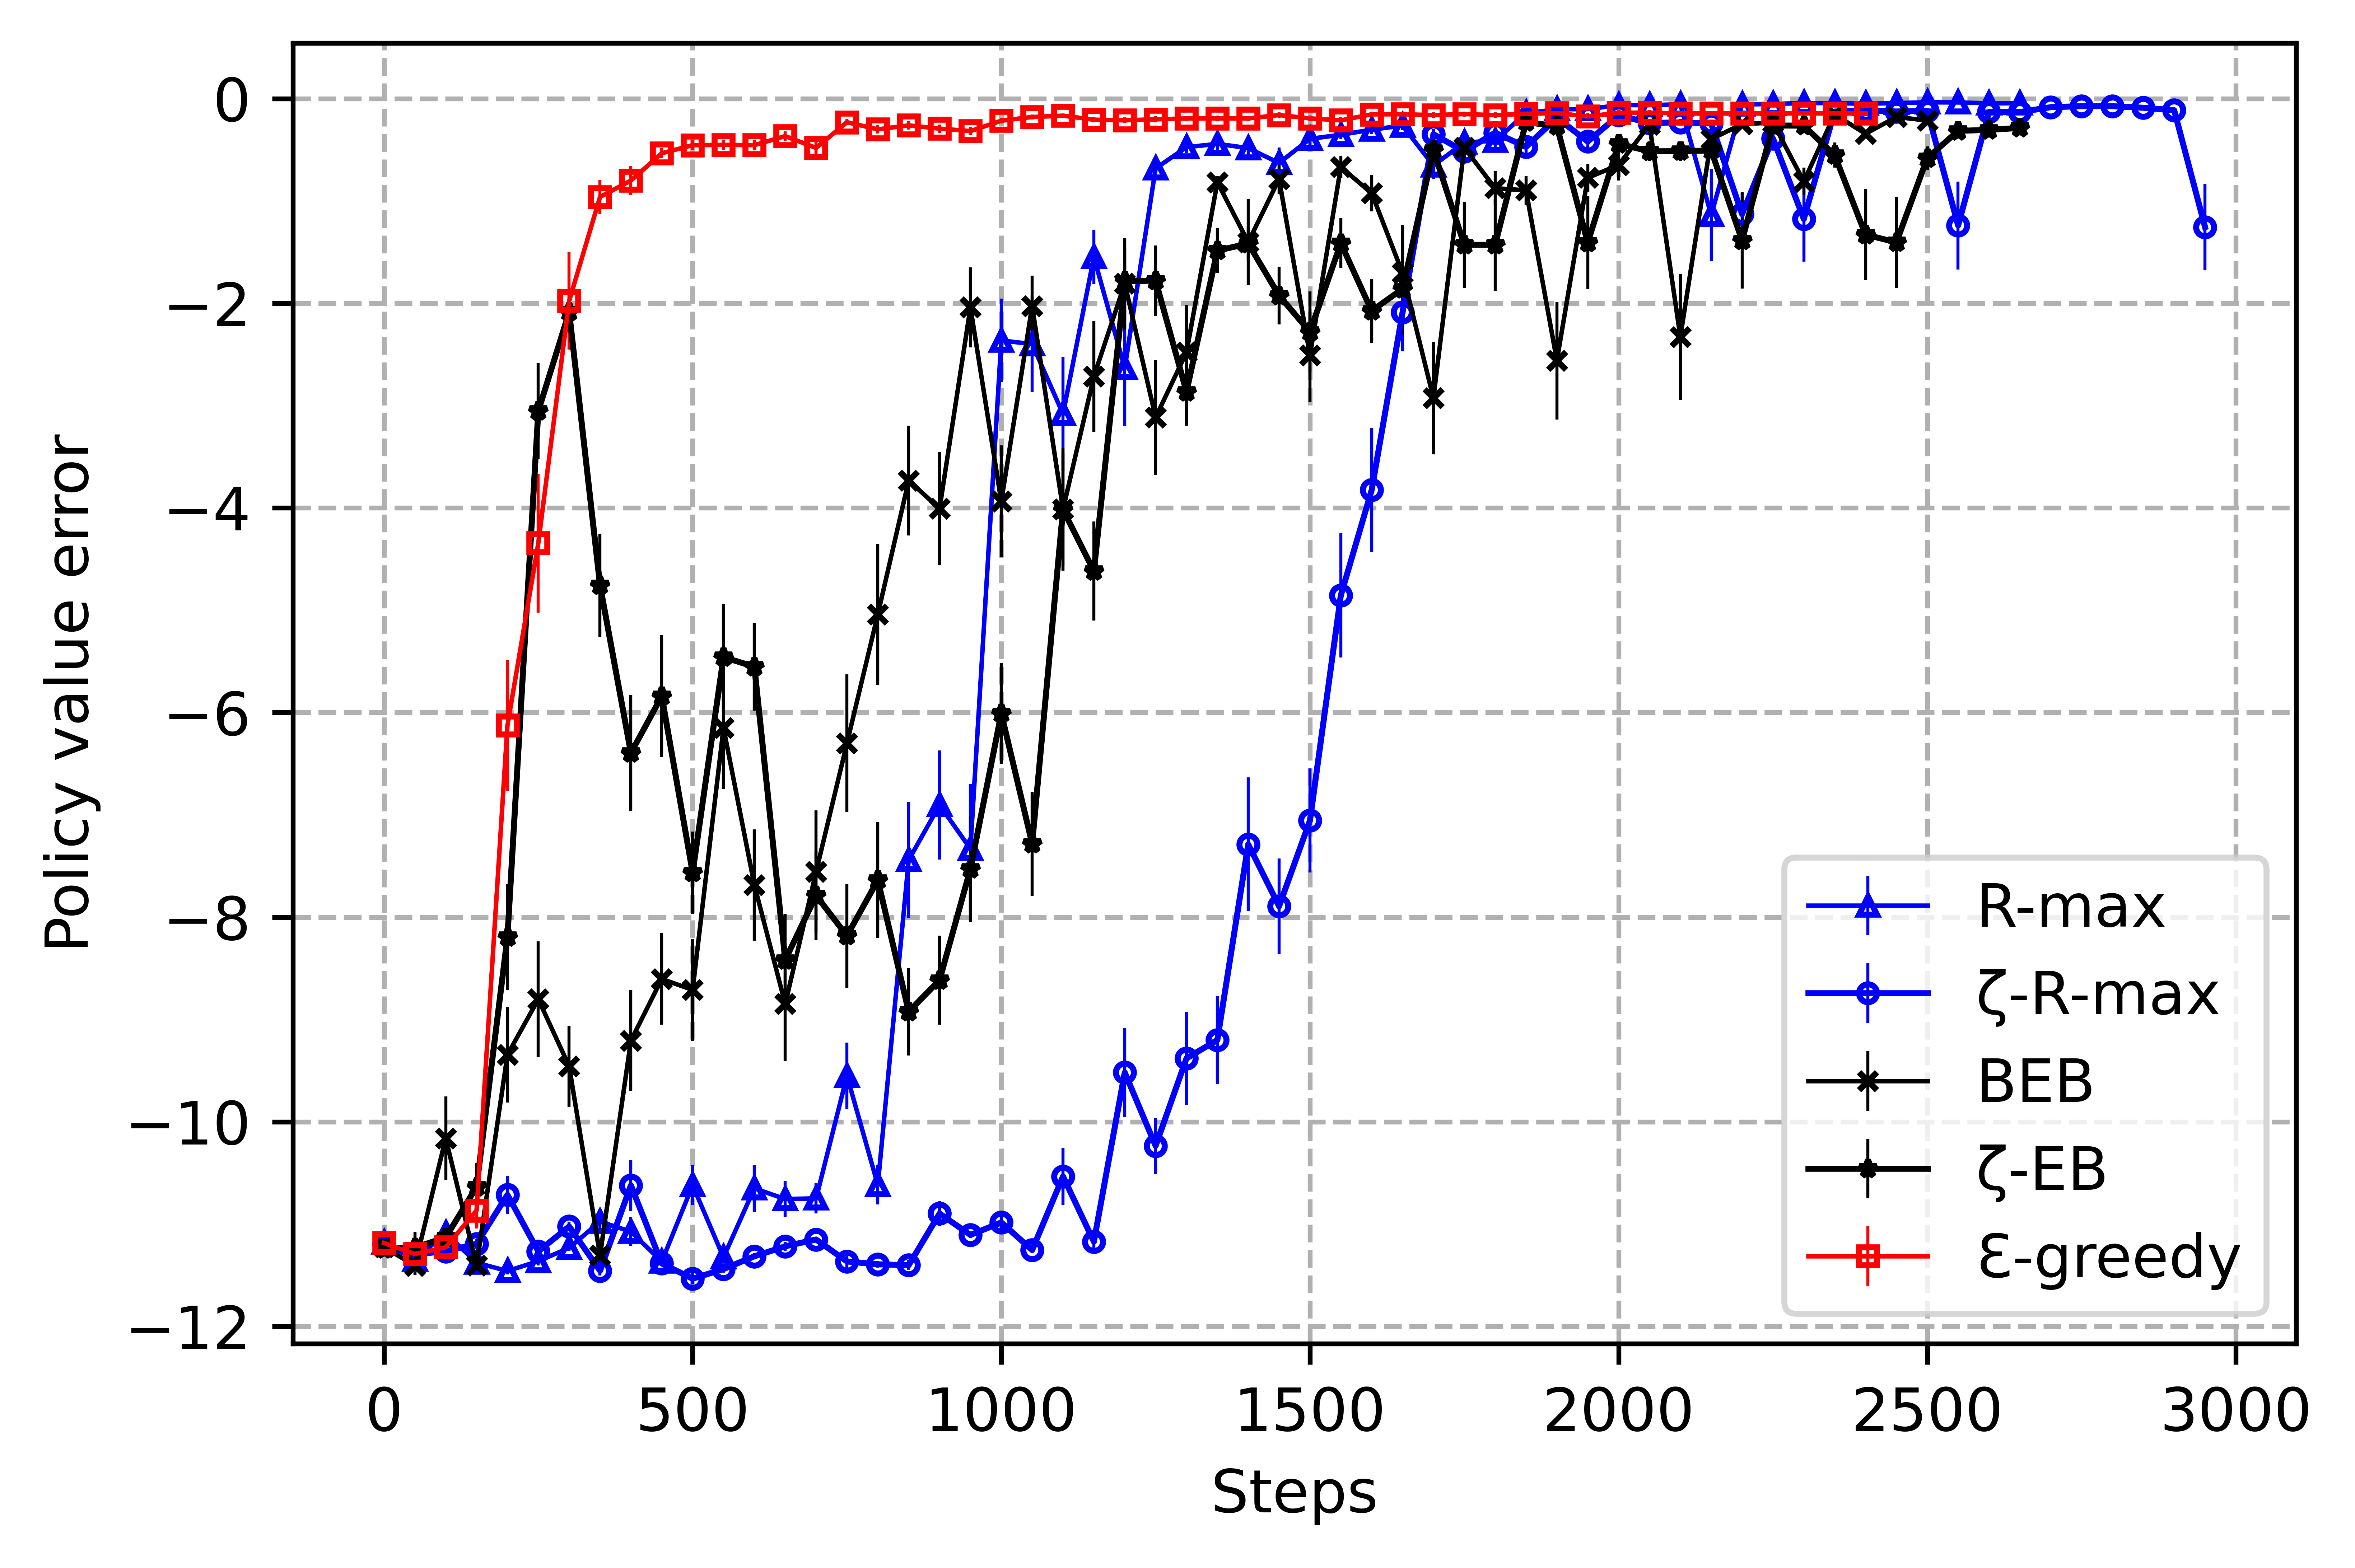 Policy value error
0
−2
−4
−6
−8
−10
−12
R-max
ζ-R-max
BEB
ζ-EB
Ɛ-greedy
0 500 1000 1500 2000 2500 3000
Steps